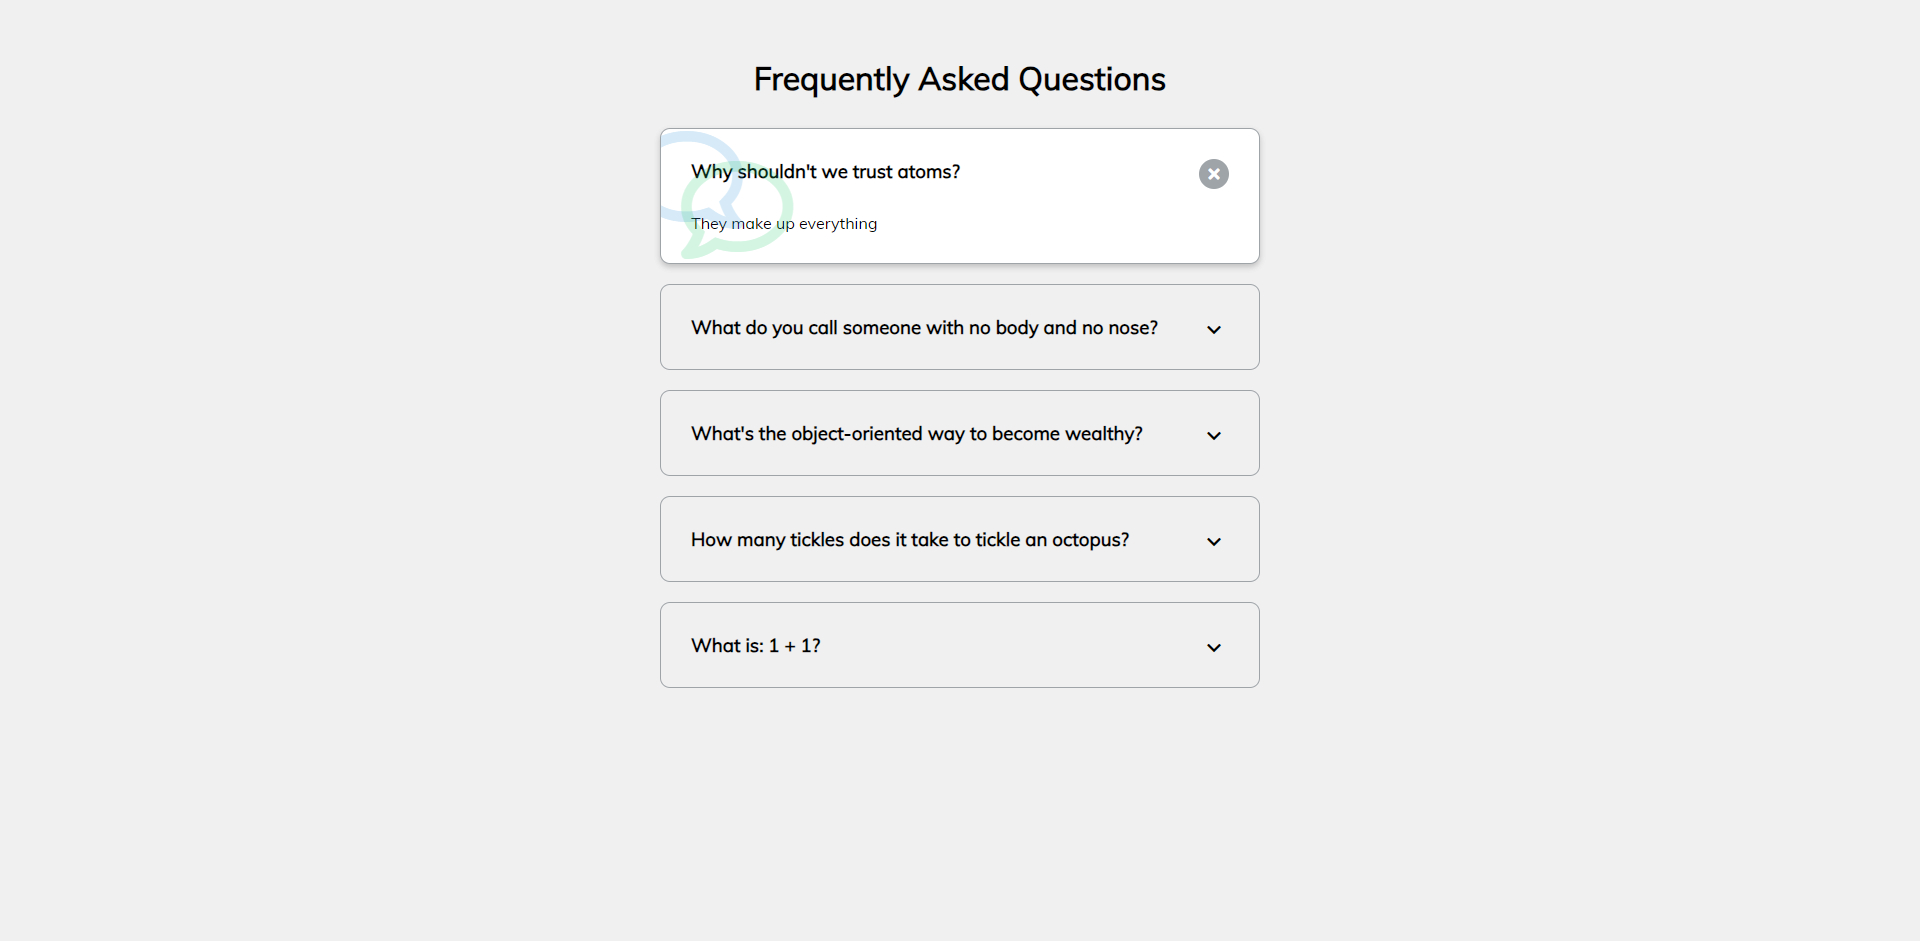 Frequently Asked Questions
Why shouldn't we trust atoms?
They make up everything
What do you call someone with no body and no nose?
What's the object-oriented way to become wealthy?
How many tickles does it take to tickle an octopus?
What is: 1 + 1?